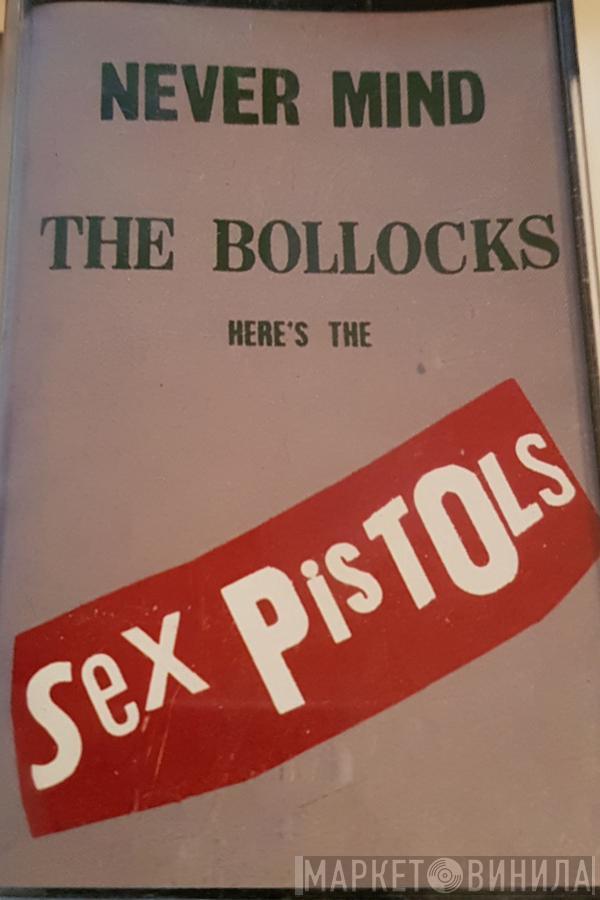 NEVER MIND
THE BOLLOCKS
HERE'S THE
Sex PisTOLs
МАРКЕТ ВИНИЛА